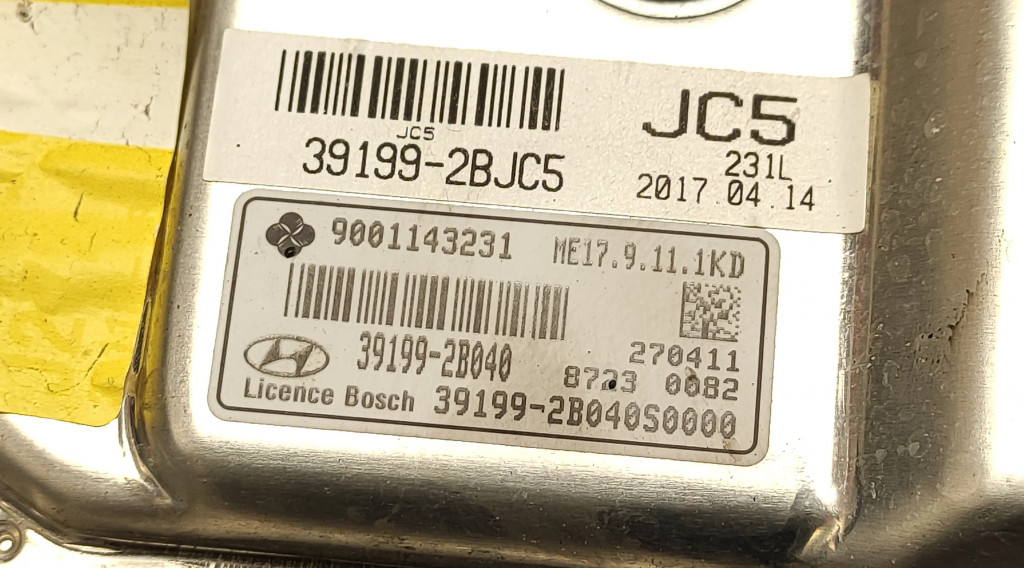 JC5
39199-2BJC5
JC5
231L
2017.04.14
9001143231 ME17.9.11.1KD
39199-2B040
270411
8723 0082
Licence Bosch 39199-2B040S0000